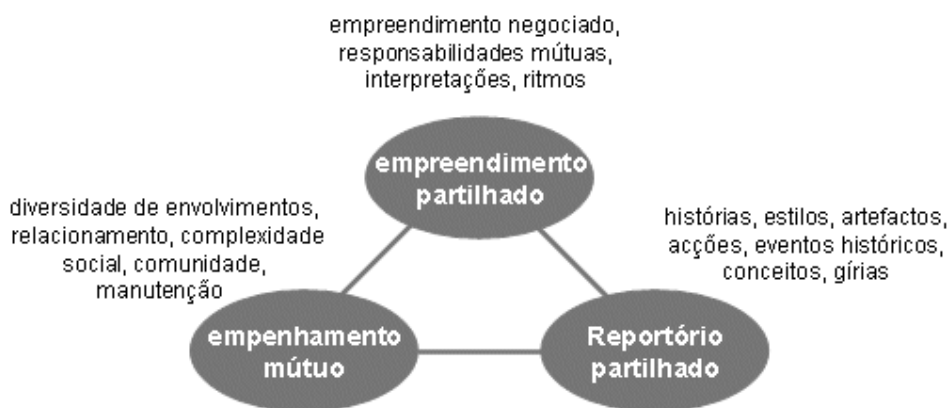 empreendimento negociado,
responsabilidades mútuas,
interpretações, ritmos
empreendimento
partilhado
diversidade de envolvimentos,
relacionamento, complexidade
social, comunidade,
manutenção
histórias, estilos, artefactos,
acções, eventos históricos,
conceitos, gírias
empenhamento
mútuo
Reportório
partilhado